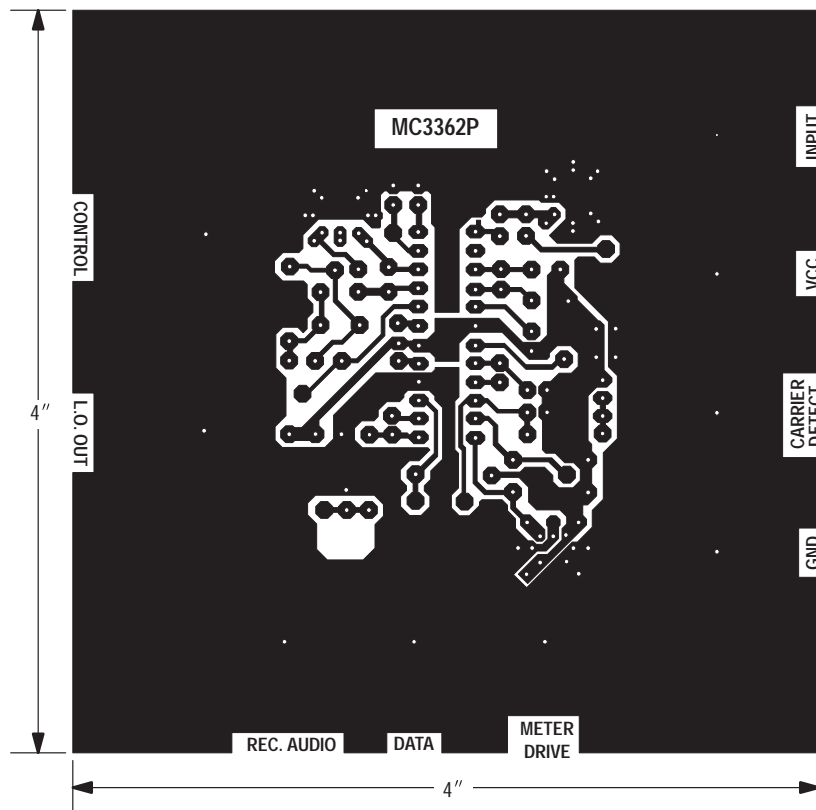 MC3362P
INPUT
CONTROL
VCC
4″
L.O. OUT
CARRIER
DETECT
GND
REC. AUDIO
DATA
METER
DRIVE
4″